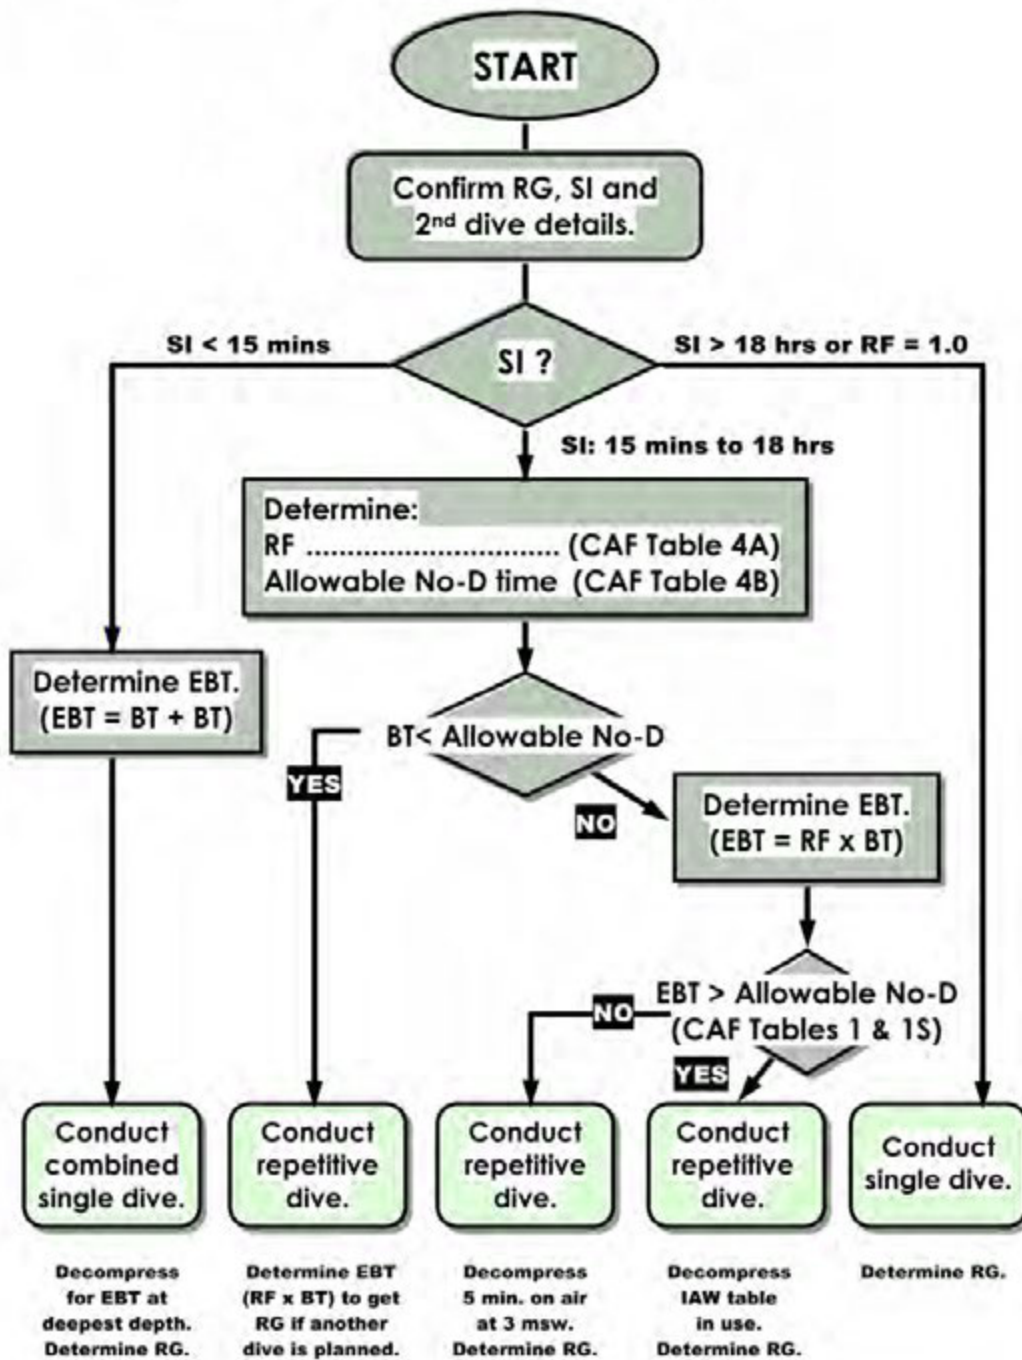 START
Confirm RG, SI and
2nd dive details.
SI < 15 mins
SI ?
SI > 18 hrs or RF = 1.0
SI: 15 mins to 18 hrs
Determine:
RF .............................. (CAF Table 4A)
Allowable No-D time (CAF Table 4B)
Determine EBT.
(EBT = BT + BT)
BT< Allowable No-D
YES
NO
Determine EBT.
(EBT = RF x BT)
EBT > Allowable No-D
(CAF Tables 1 & 1S)
NO
YES
Conduct
combined
single dive.
Conduct
repetitive
dive.
Conduct
repetitive
dive.
Conduct
repetitive
dive.
Conduct
single dive.
Decompress
for EBT at
deepest depth.
Determine RG.
Determine EBT
(RF x BT) to get
RG if another
dive is planned.
Decompress
5 min. on air
at 3 msw.
Determine RG.
Decompress
IAW table
in use.
Determine RG.
Determine RG.